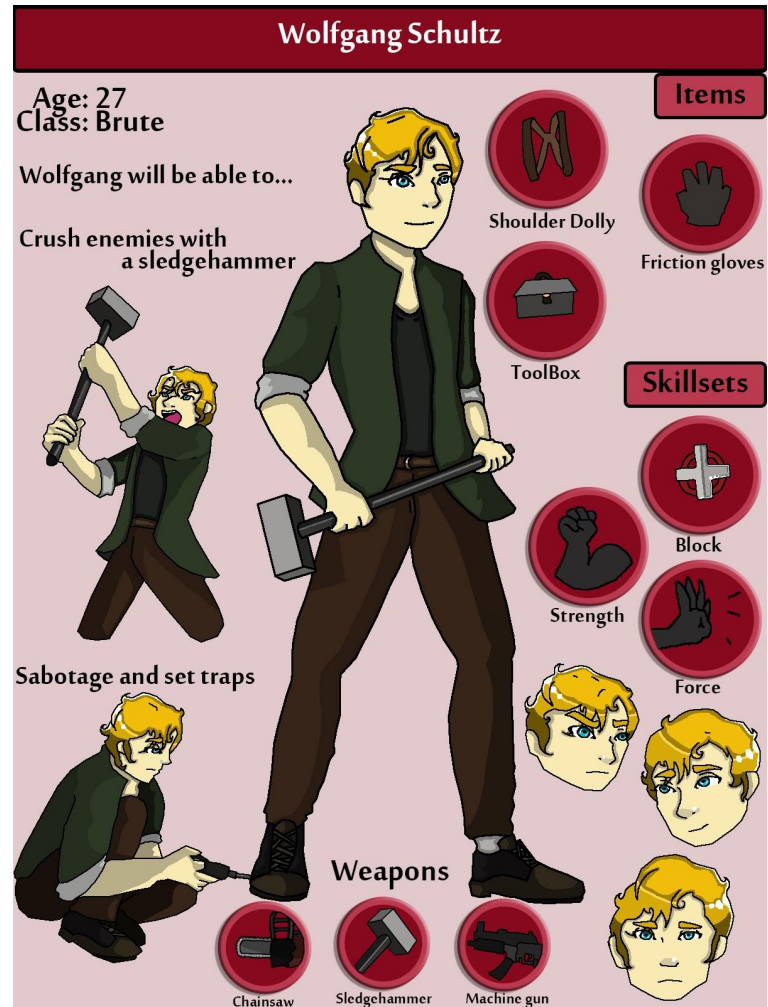 Wolfgang Schultz
Age: 27
Class: Brute
Wolfgang will be able to...
Crush enemies with
a sledgehammer
Sabotage and set traps
Items
Shoulder Dolly
Friction gloves
ToolBox
Skillsets
Block
Strength
Force
Weapons
Chainsaw
Sledgehammer
Machine gun